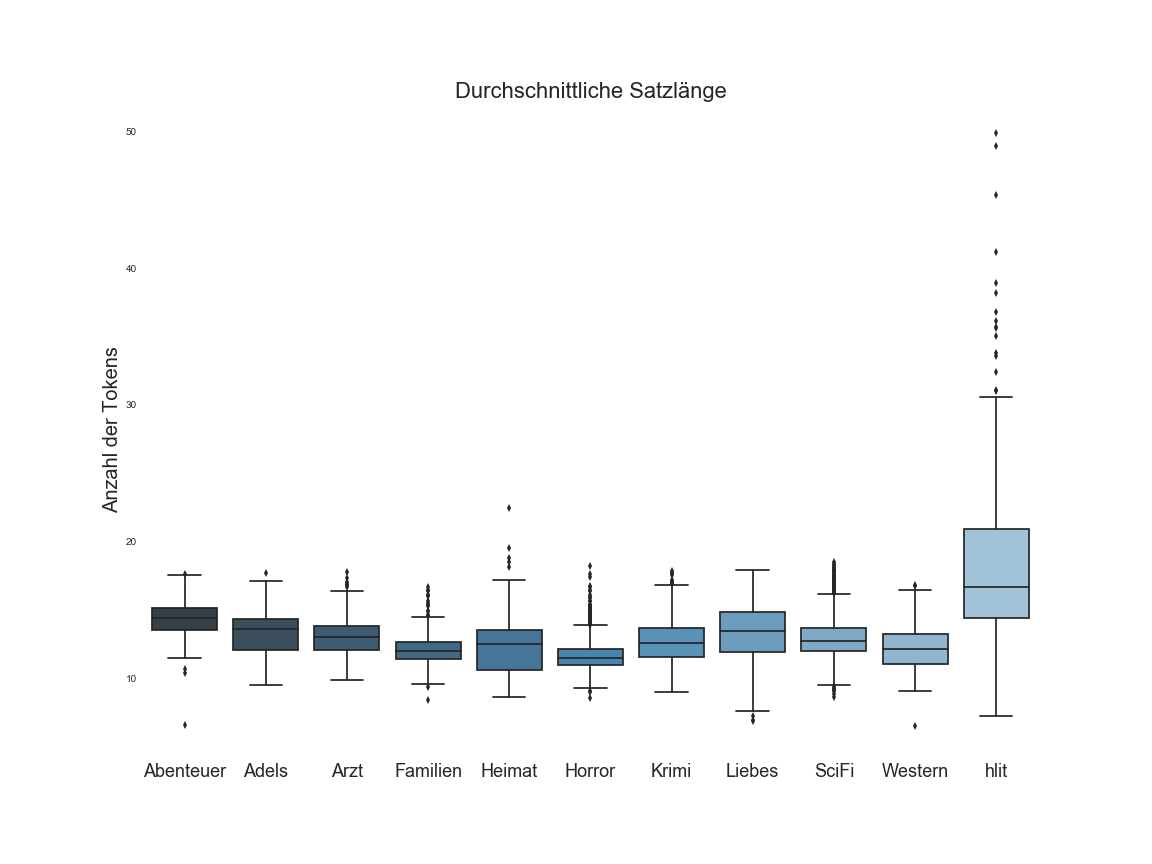 Durchschnittliche Satzlänge
50
40
30
20
10
Anzahl der Tokens
Abenteuer Adels Arzt Familien Heimat Horror Krimi Liebes SciFi Western hlit